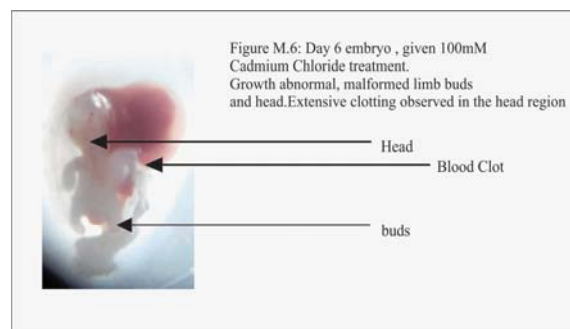 Figure M.6: Day 6 embryo , given 100mM
Cadmium Chloride treatment.
Growth abnormal, malformed limb buds
and head.Extensive clotting observed in the head region
Head
Blood Clot
buds